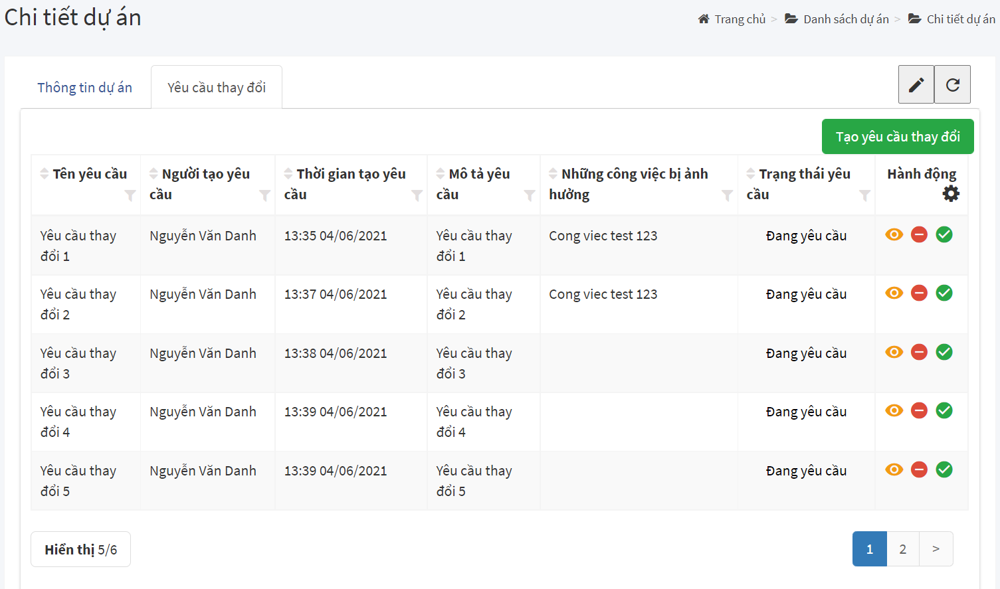 Chi tiết dự án
Trang chủ > Danh sách dự án > Chi tiết dự án
Thông tin dự án
Yêu cầu thay đổi
Tạo yêu cầu thay đổi
Tên yêu cầu
Người tạo yêu cầu
Thời gian tạo yêu cầu
Mô tả yêu cầu
Những công việc bị ảnh hưởng
Trạng thái yêu cầu
Hành động
Yêu cầu thay đổi 1
Nguyễn Văn Danh
13:35 04/06/2021
Yêu cầu thay đổi 1
Cong viec test 123
Đang yêu cầu
Yêu cầu thay đổi 2
Nguyễn Văn Danh
13:37 04/06/2021
Yêu cầu thay đổi 2
Cong viec test 123
Đang yêu cầu
Yêu cầu thay đổi 3
Nguyễn Văn Danh
13:38 04/06/2021
Yêu cầu thay đổi 3
Đang yêu cầu
Yêu cầu thay đổi 4
Nguyễn Văn Danh
13:39 04/06/2021
Yêu cầu thay đổi 4
Đang yêu cầu
Yêu cầu thay đổi 5
Nguyễn Văn Danh
13:39 04/06/2021
Yêu cầu thay đổi 5
Đang yêu cầu
Hiển thị 5/6
1 2 >